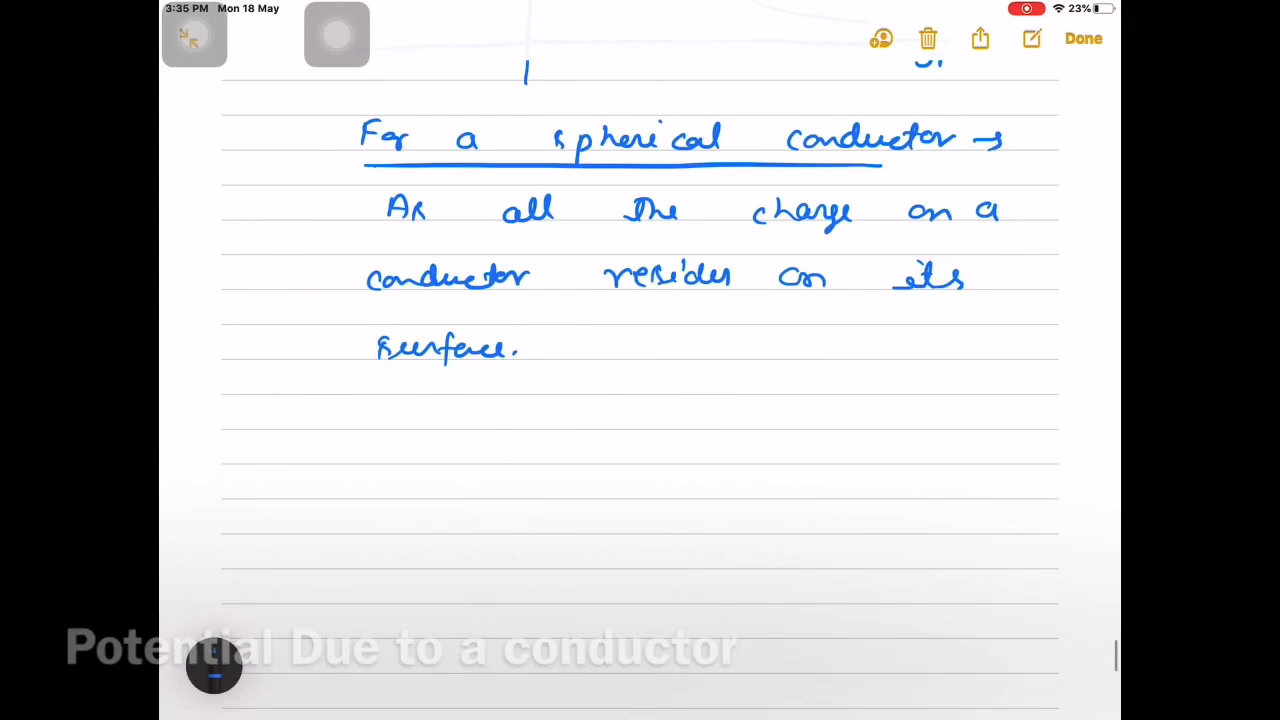 3:35 PM Mon 18 May
23%
Done
For a spherical conductor →
As all the charge on a
conductor resides on its
surface.
Potential Due to a conductor